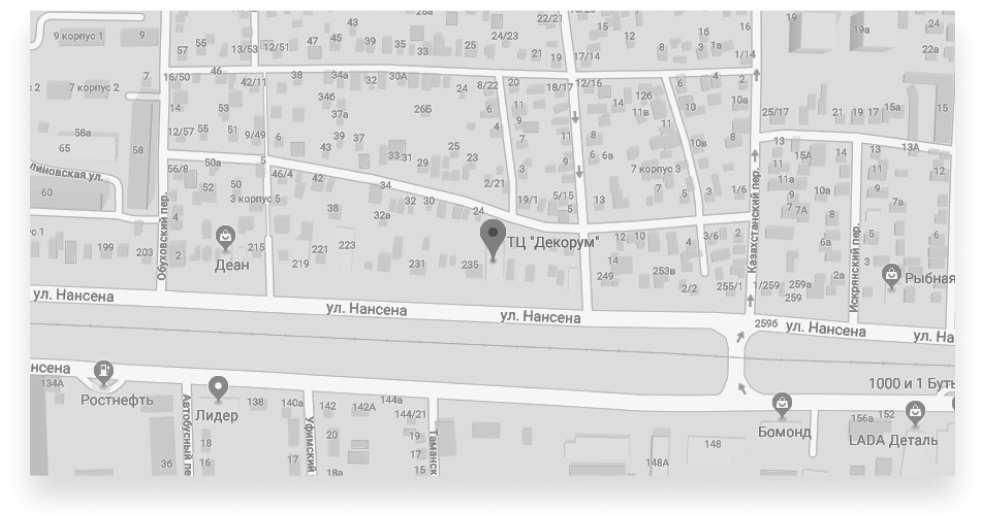 25а
22/21
18/20
9 корпус 1
9
57
55
13/53
12/51
47
45
43
39
35
33
25
24/23
21
19
17/14
15
12
8
3
1а
16
16
1/14
19
19а
24
22а
7
16/50
46
42/11
38
34а
32
30А
24
8/22
20
18/17
12/16
6
4
2
2
7 корпус 2
14
53
34б
37а
26Б
6
11
9
14
12б
11в
10
10а
25/17
21
19
17
15а
15
58а
65
58
12/57
55
51
9/49
6
39
37
43
33
31
29
25
23
4
7
11
8
11
10в
8
13
13
13А
линовская ул.
56/8
50а
5
46/4
42
34
2/21
3
6
6а
7 корпус 3
7
5
3
1/6
15А
14
11а
11
12
60
52
50
3 корпус 5
38
32а
32
30
24
19/1
5/15
5
13
9
7
7А
10а
8
9
7а
ус 1
199
203
4
2
Обуховский пер.
Деан
215
219
221
223
231
235
ТЦ "Декорум"
12
10
4
3/6
2
14
249
253в
2/2
255/1
Казахстанский пер.
1/259
259а
259
6а
2а
Искрянский пер.
3
6
Рыбная
ул. Нансена
ул. Нансена
ул. Нансена
259б
ул. Нансена
ул. На
нсена
134А
Ростнефть
Автобусный пе
Лидер
138
140а
142
142А
144а
144/21
1000 и 1 Буть
Бомонд
156а
152
LADA Деталь
18
16
36
Уфимский
17
20
18а
19
17
15
Таманск
148А
148